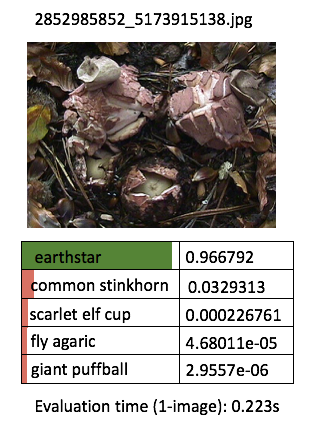 2852985852_5173915138.jpg
earthstar 0.966792
common stinkhorn 0.0329313
scarlet elf cup 0.000226761
fly agaric 4.68011e-05
giant puffball 2.9557e-06
Evaluation time (1-image): 0.223s